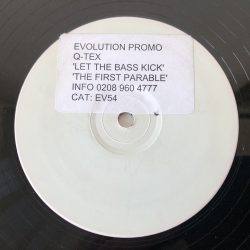 EVOLUTION PROMO
Q-TEX
'LET THE BASS KICK'
'THE FIRST PARABLE'
INFO 0208 960 4777
CAT: EV54